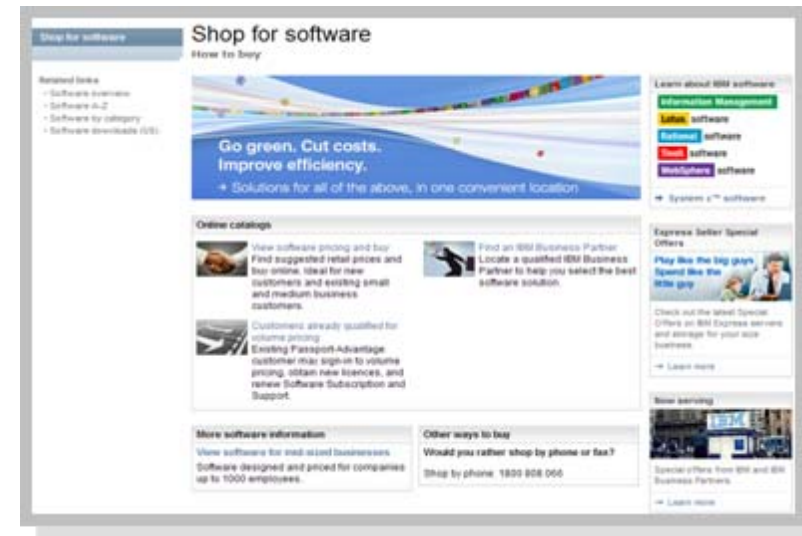 Shop for software
Related links
Software overview
Software A-Z
Software by category
Software downloads (US)
Shop for software
How to buy
Go green. Cut costs.
Improve efficiency.
→ Solutions for all of the above, in one convenient location
Online catalogs
View software pricing and buy
Find suggested retail prices and
buy online. Ideal for new
customers and existing small
and medium business
customers.
Find an IBM Business Partner
Locate a qualified IBM Business
Partner to help you select the best
software solution.
Customers already qualified for
volume pricing
Existing Passport Advantage
customer may sign-in to volume
pricing, obtain new licences, and
renew Software Subscription and
Support.
More software information
View software for mid-sized businesses
Software designed and priced for companies
up to 1000 employees.
Other ways to buy
Would you rather shop by phone or fax?
Shop by phone: 1800 808 066
Learn about IBM software
Information Management
Lotus software
Rational software
Tivoli software
WebSphere software
→ System z™ software
Express Seller Special
Offers
Play like the big guys
Spend like the
little guy
Check out the latest Special
Offers on IBM Express servers
and storage for your size
business.
→ Learn more
Now serving
IBM
Special offers from IBM and IBM
Business Partners
→ Learn more